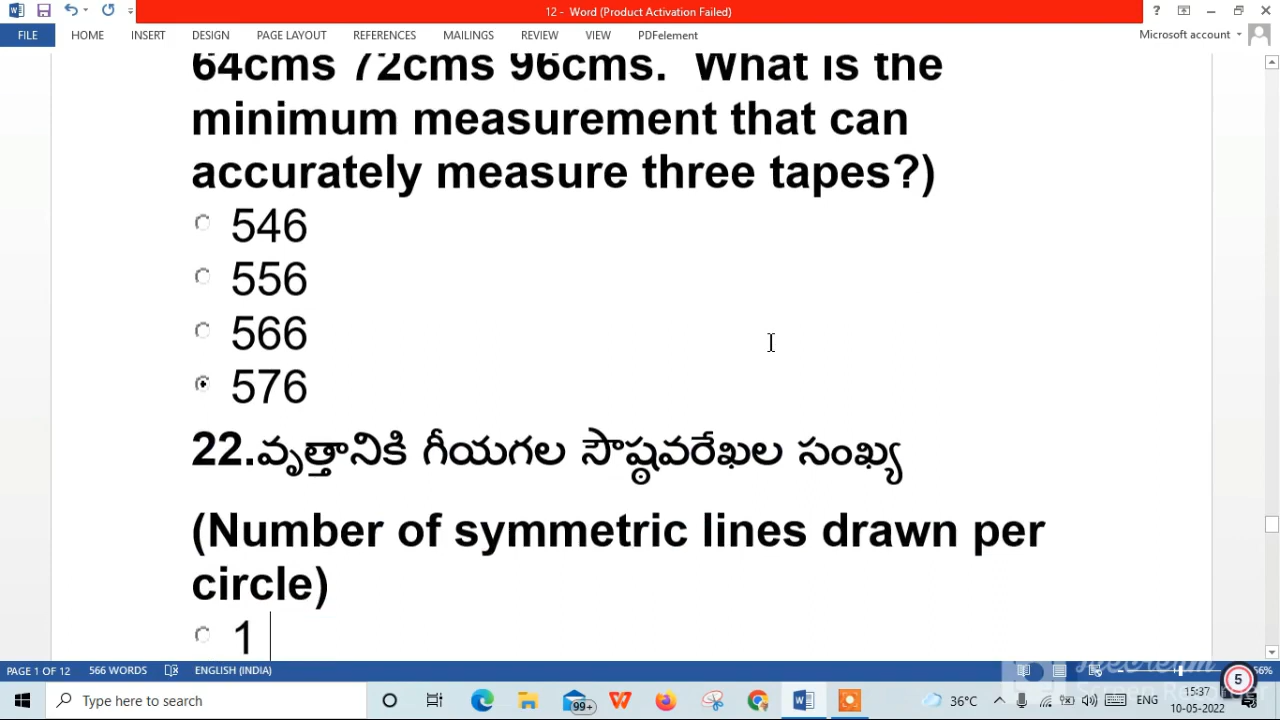 12 - Word (Product Activation Failed)
FILE HOME INSERT DESIGN PAGE LAYOUT REFERENCES MAILINGS REVIEW VIEW PDFelement Microsoft account
64cms 72cms 96cms. What is the
minimum measurement that can
accurately measure three tapes?)
546
556
566
576
22.వృత్తానికి గీయగల సౌష్ఠవరేఖల సంఖ్య
(Number of symmetric lines drawn per
circle)
1
PAGE 1 OF 12 566 WORDS ENGLISH (INDIA)
Type here to search 99+ 36°C ENG 15:37 5
10-05-2022